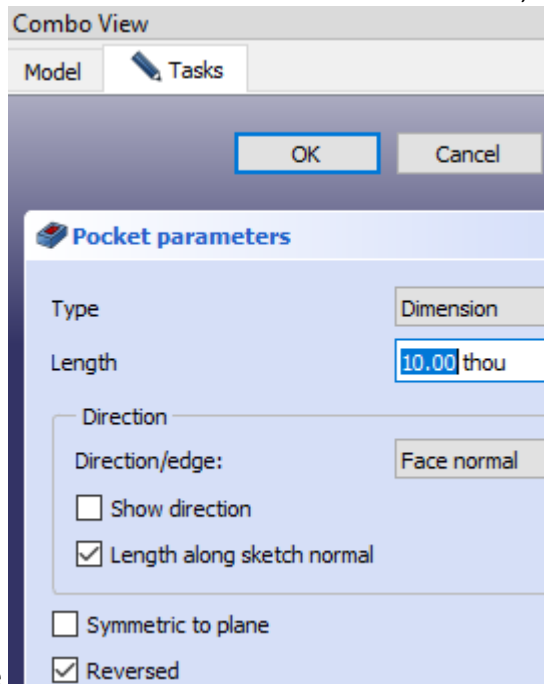 Combo View
Model Tasks
OK Cancel
Pocket parameters
Type Dimension
Length 10.00 thou
Direction
Direction/edge: Face normal
Show direction
Length along sketch normal
Symmetric to plane
Reversed